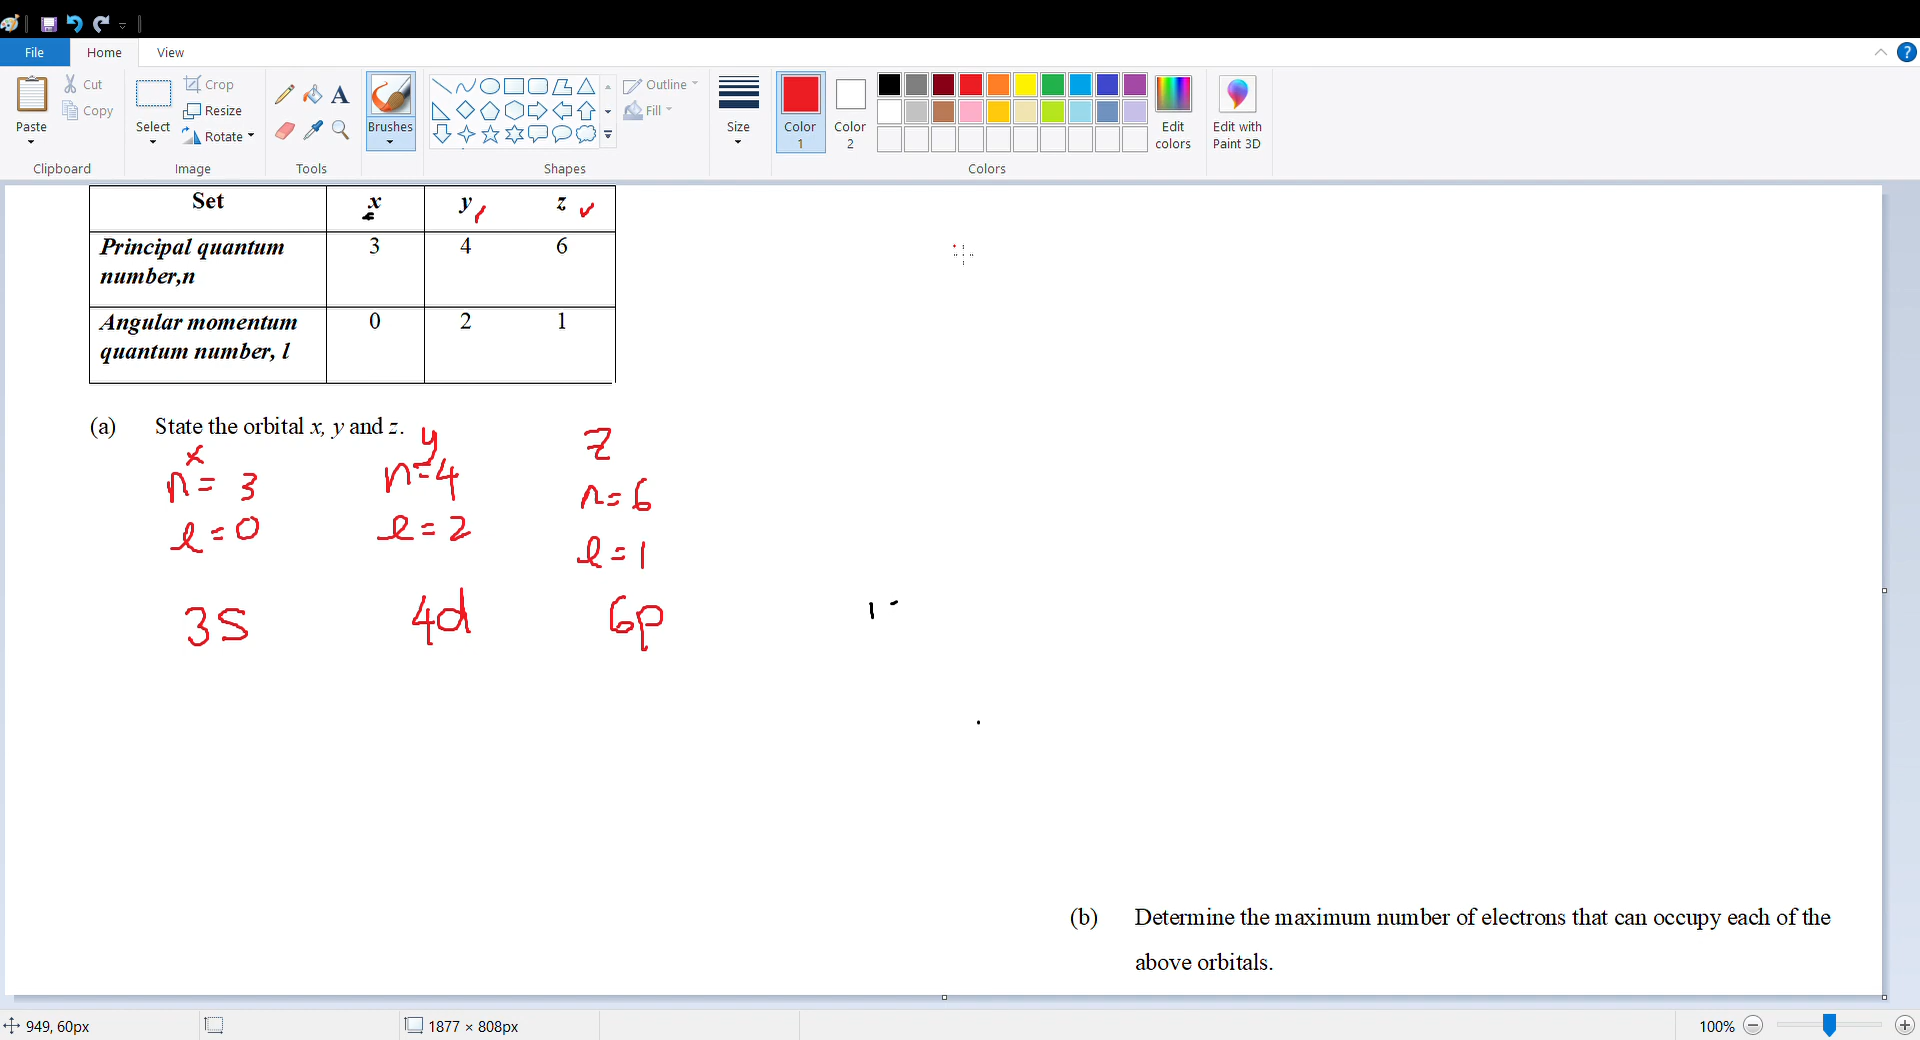 File Home View
Paste Cut Copy Clipboard
Select Crop Resize Rotate Image
Tools
Brushes
Outline Fill Shapes
Size
Color 1 Color 2 Edit colors Colors
Edit with Paint 3D
Set x y z
Principal quantum number,n 3 4 6
Angular momentum quantum number, l 0 2 1
(a) State the orbital x, y and z.
x y z
n = 3 n=4 n=6
l = 0 l = 2 l = 1
3s 4d 6p
(b) Determine the maximum number of electrons that can occupy each of the
above orbitals.
949, 60px 1877 × 808px 100%